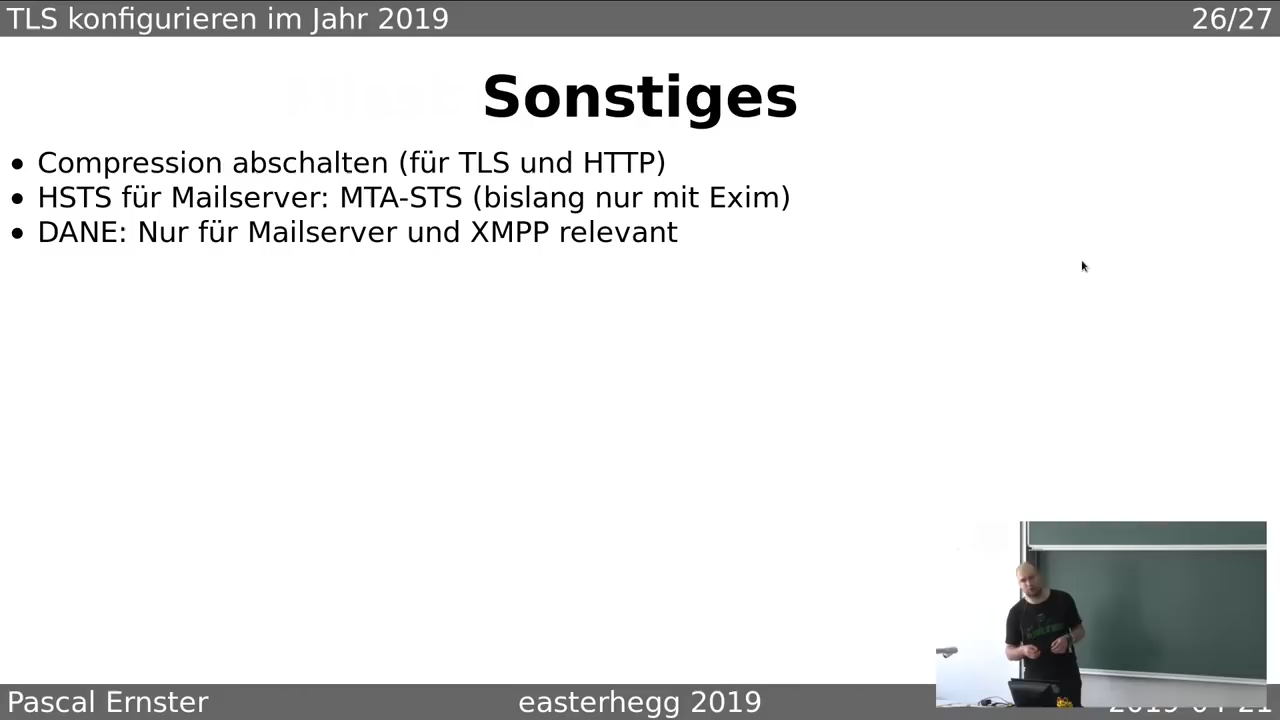 TLS konfigurieren im Jahr 2019
26/27
Sonstiges
• Compression abschalten (für TLS und HTTP)
• HSTS für Mailserver: MTA-STS (bislang nur mit Exim)
• DANE: Nur für Mailserver und XMPP relevant
Pascal Ernster
easterhegg 2019